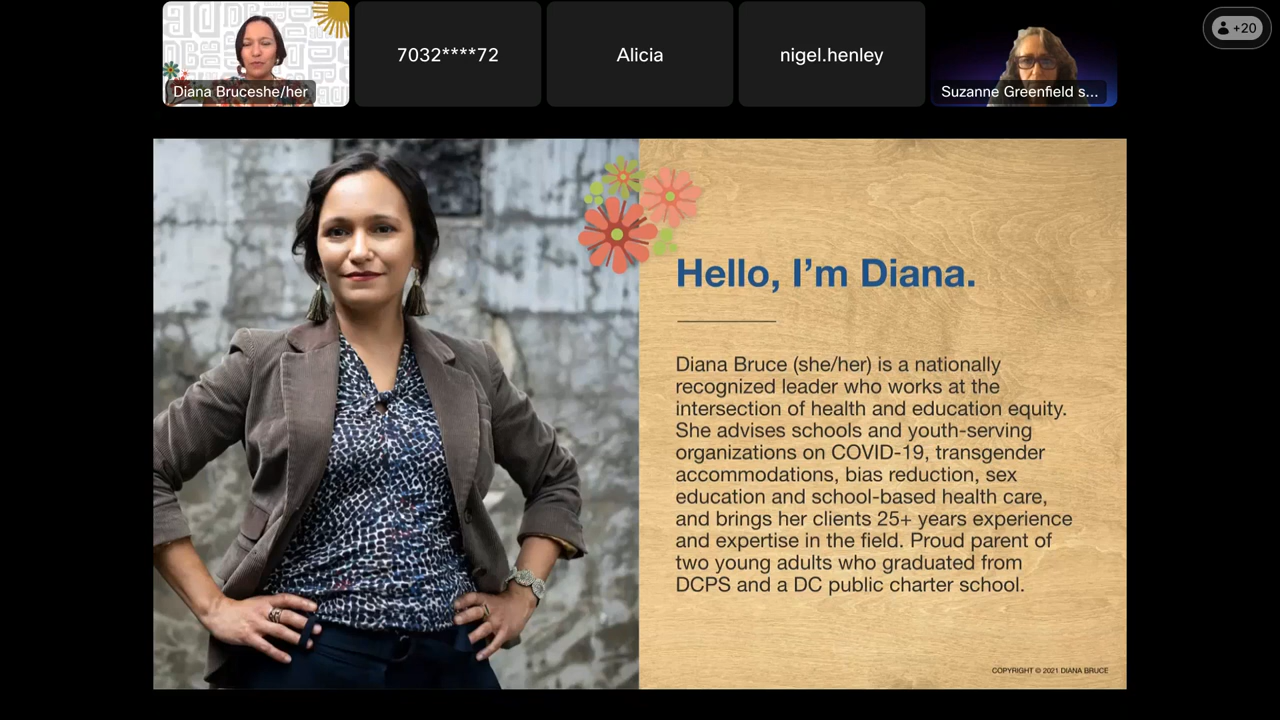 Diana Bruceshe/her
7032****72
Alicia
nigel.henley
Suzanne Greenfield s...
+20
Hello, I’m Diana.
Diana Bruce (she/her) is a nationally
recognized leader who works at the
intersection of health and education equity.
She advises schools and youth-serving
organizations on COVID-19, transgender
accommodations, bias reduction, sex
education and school-based health care,
and brings her clients 25+ years experience
and expertise in the field. Proud parent of
two young adults who graduated from
DCPS and a DC public charter school.
COPYRIGHT © 2021 DIANA BRUCE